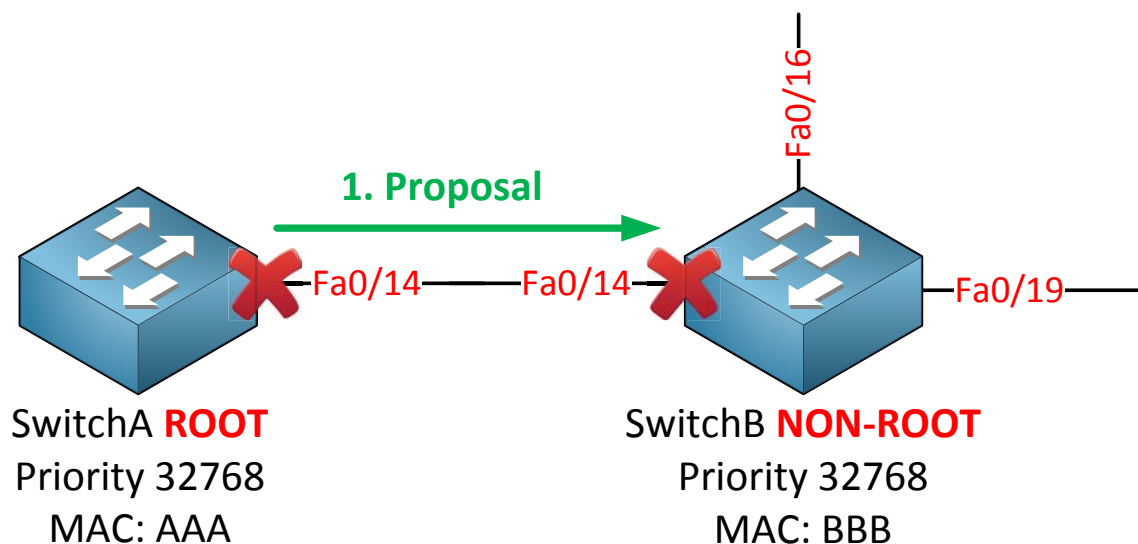 Fa0/16
1. Proposal
Fa0/14
Fa0/14
Fa0/19
SwitchA ROOT
Priority 32768
MAC: AAA
SwitchB NON-ROOT
Priority 32768
MAC: BBB